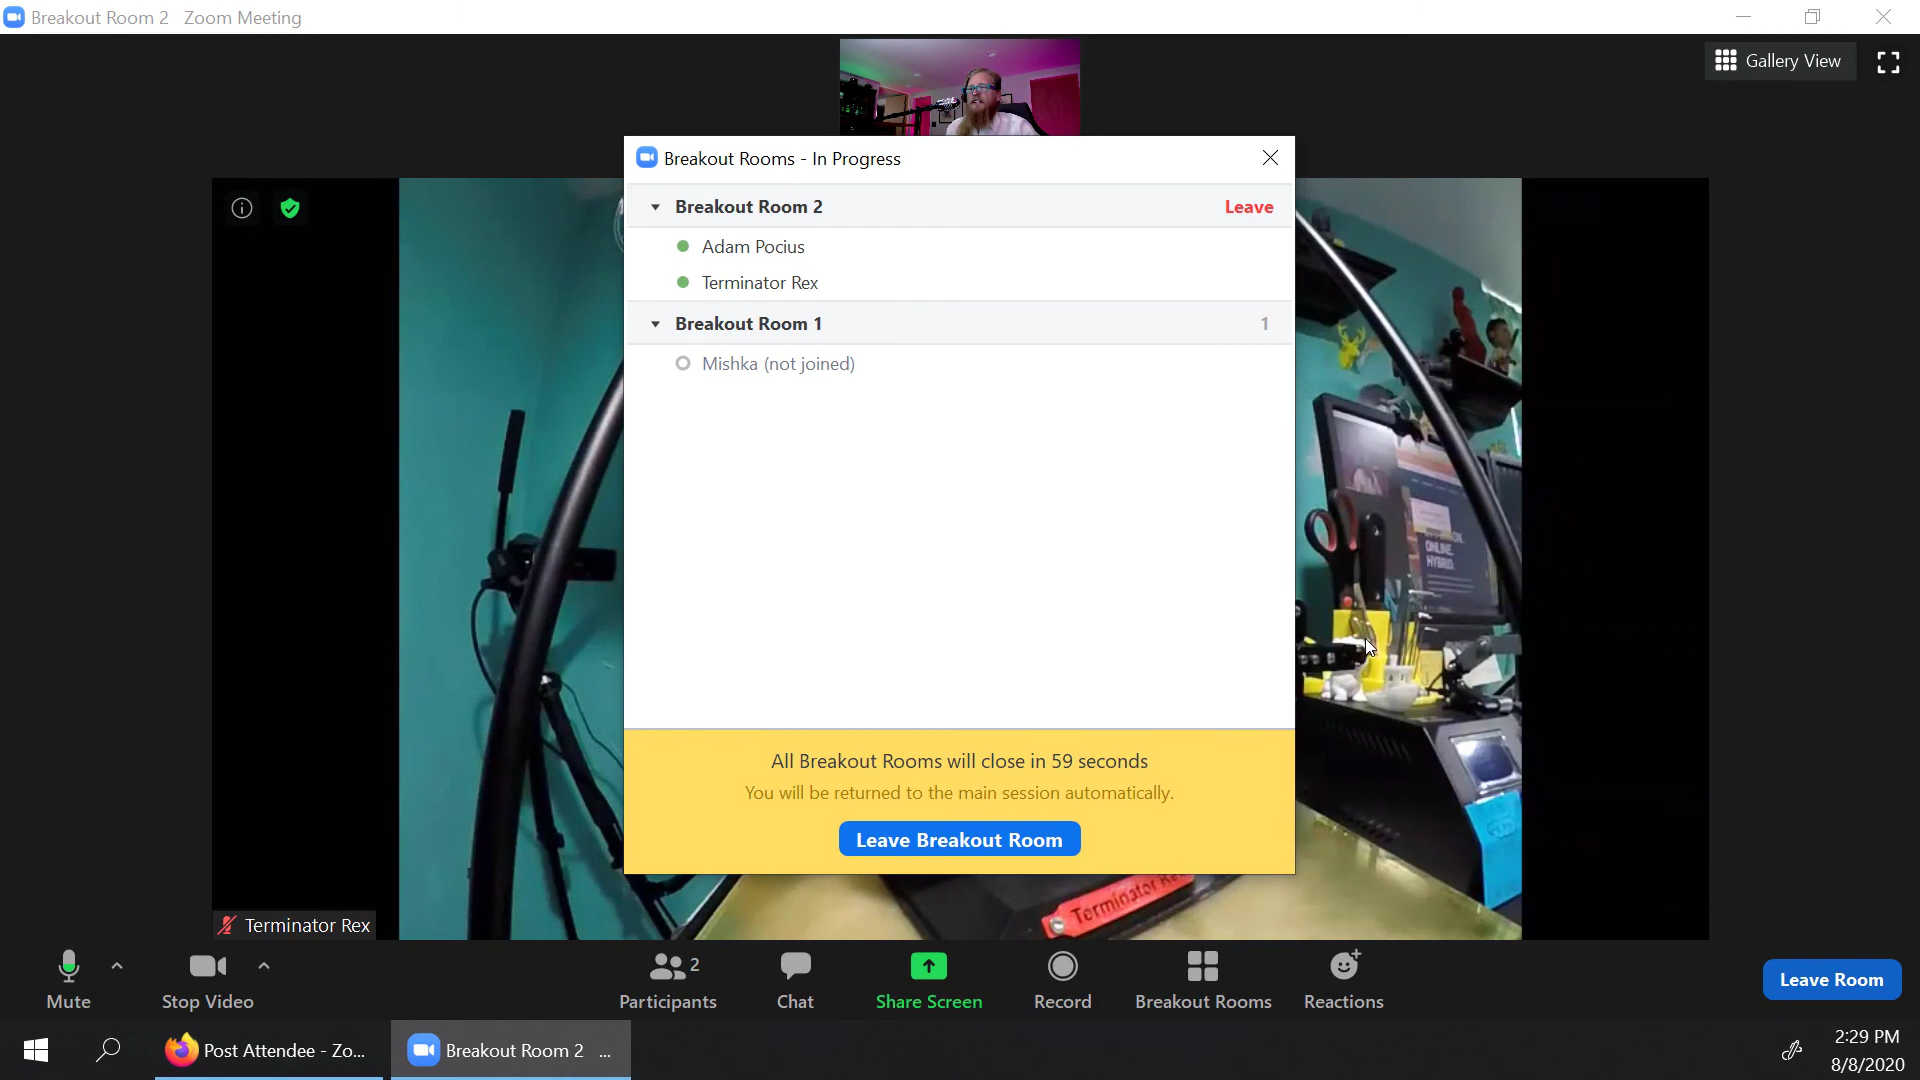 Breakout Room 2 Zoom Meeting
Gallery View
Breakout Rooms - In Progress
Breakout Room 2 Leave
Adam Pocius
Terminator Rex
Breakout Room 1 1
Mishka (not joined)
ONLINE.
HYBRID.
All Breakout Rooms will close in 59 seconds
You will be returned to the main session automatically.
Leave Breakout Room
Terminator Rex
Terminator
Mute
Stop Video
2
Participants
Chat
Share Screen
Record
Breakout Rooms
Reactions
Leave Room
Post Attendee - Zo...
Breakout Room 2 ...
2:29 PM
8/8/2020